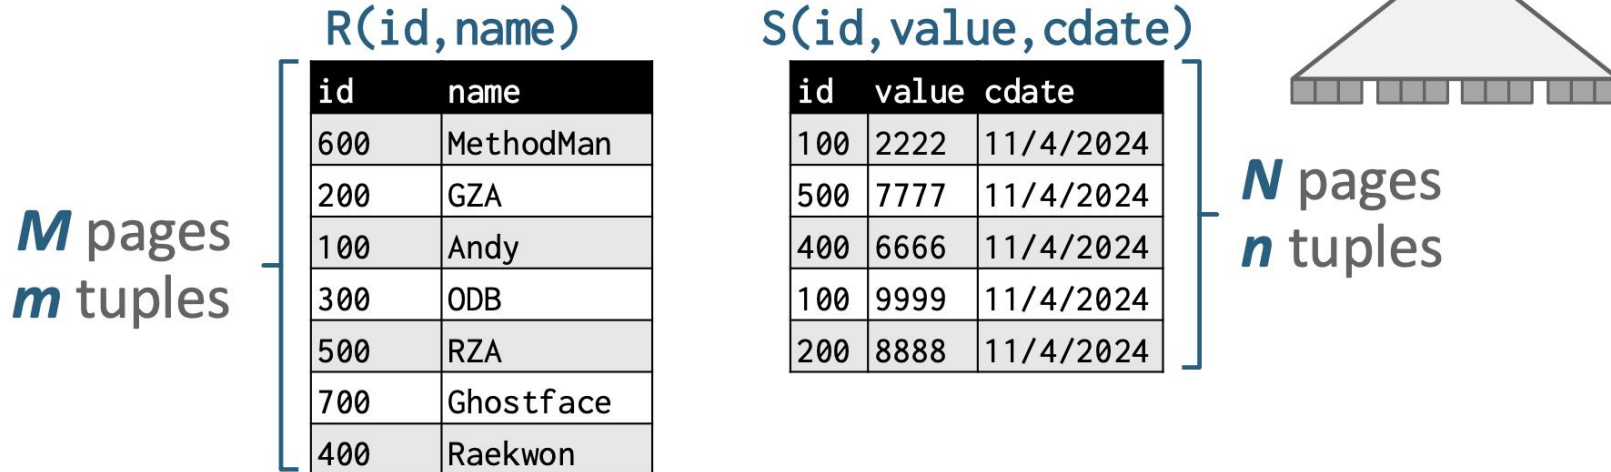 R(id,name)
id name
600 MethodMan
200 GZA
100 Andy
300 ODB
500 RZA
700 Ghostface
400 Raekwon
M pages
m tuples
S(id,value,cdate)
id value cdate
100 2222 11/4/2024
500 7777 11/4/2024
400 6666 11/4/2024
100 9999 11/4/2024
200 8888 11/4/2024
N pages
n tuples